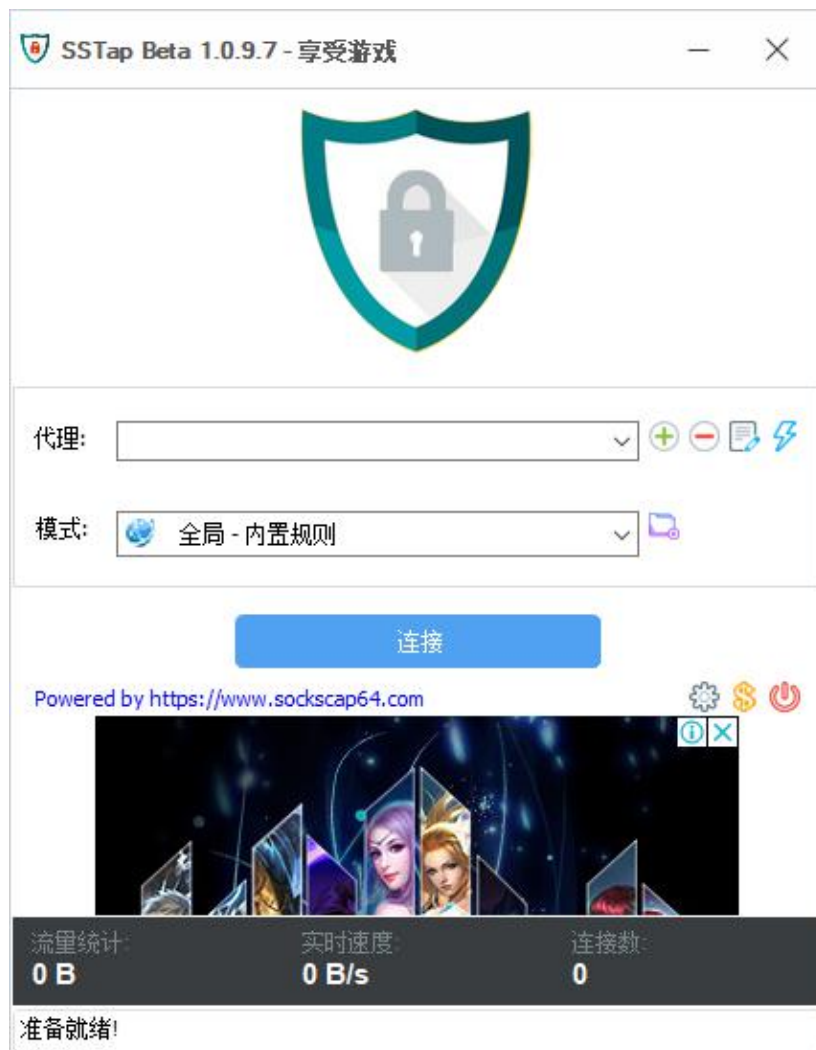 SSTap Beta 1.0.9.7 - 享受游戏
代理:
模式: 全局 - 内置规则
连接
Powered by https://www.sockscap64.com
流量统计: 实时速度: 连接数:
0 B 0 B/s 0
准备就绪!